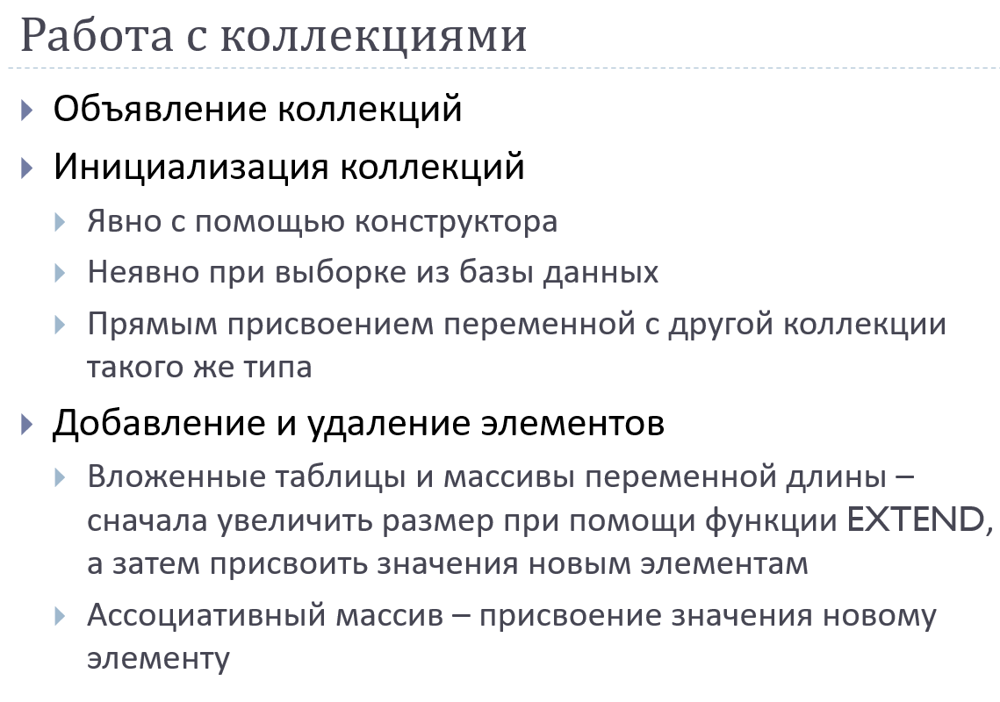 Работа с коллекциями
Объявление коллекций
Инициализация коллекций
Явно с помощью конструктора
Неявно при выборке из базы данных
Прямым присвоением переменной с другой коллекции
такого же типа
Добавление и удаление элементов
Вложенные таблицы и массивы переменной длины –
сначала увеличить размер при помощи функции EXTEND,
а затем присвоить значения новым элементам
Ассоциативный массив – присвоение значения новому
элементу